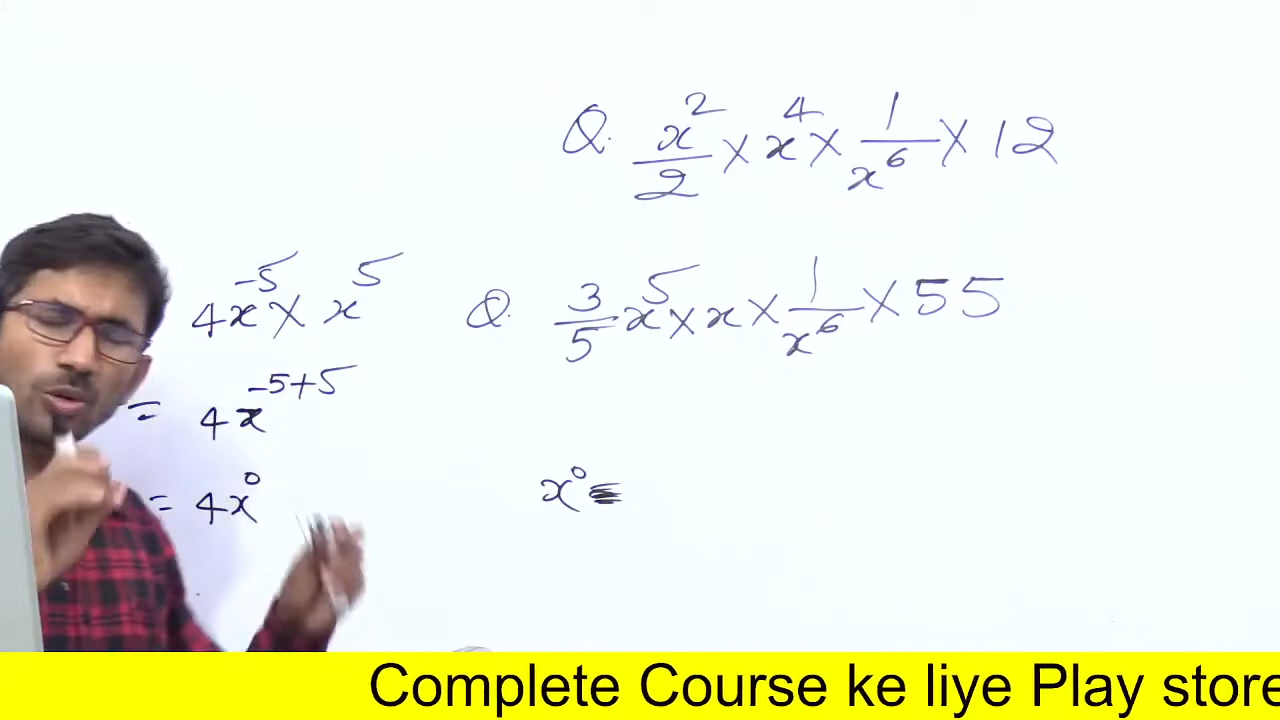 Q. x²/2 × x⁴ × 1/x⁶ × 12
4x⁻⁵ × x⁵
Q. 3/5 x⁵ × x × 1/x⁶ × 55
= 4x⁻⁵⁺⁵
= 4x⁰
x⁰ =
Complete Course ke liye Play store